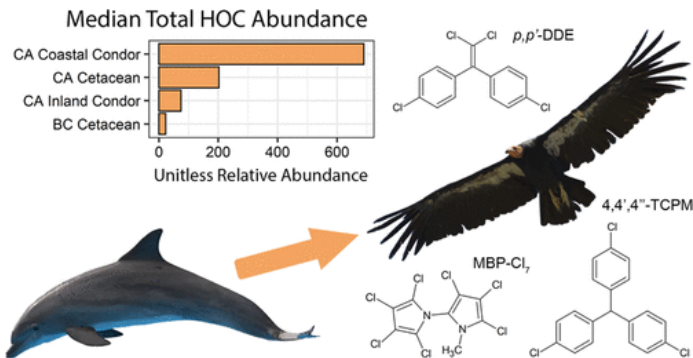 Median Total HOC Abundance
CA Coastal Condor
CA Cetacean
CA Inland Condor
BC Cetacean
0 200 400 600
Unitless Relative Abundance
Cl Cl
p,p'-DDE
Cl
Cl
4,4',4"-TCPM
Cl
Cl
Cl
MBP-Cl₇
Cl
Cl
Cl
Cl
N
Cl
Cl
Cl
N
H₃C